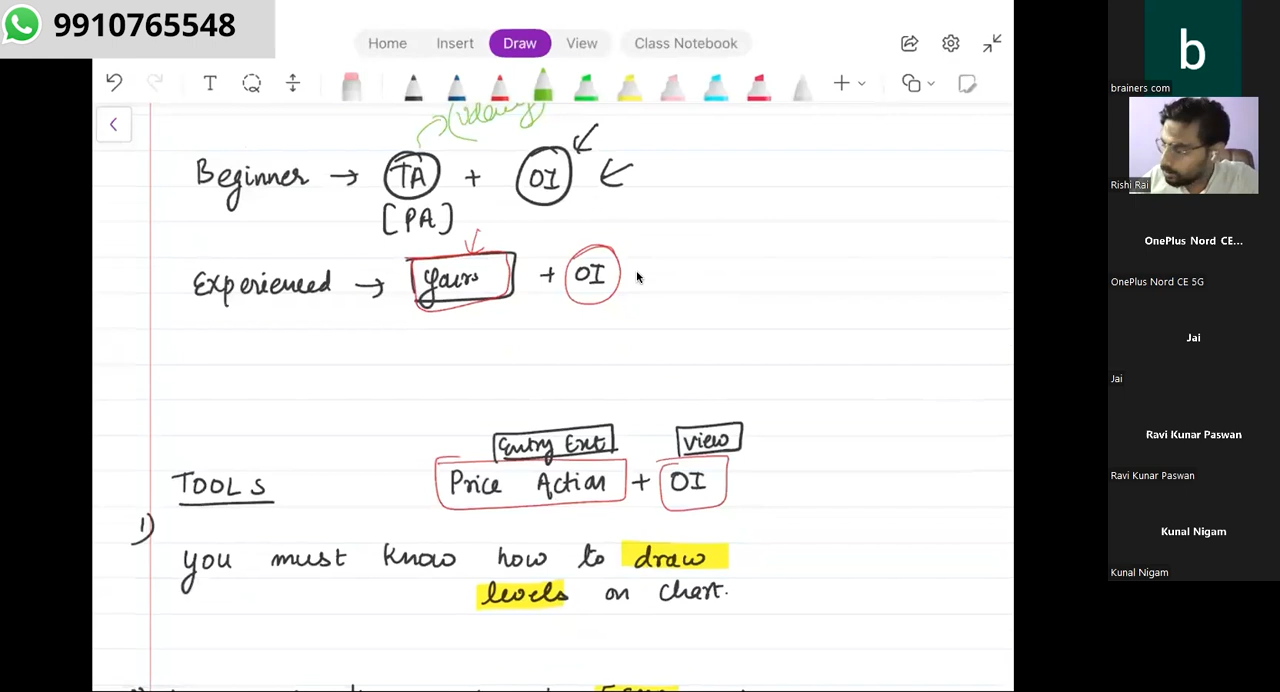 9910765548
Home Insert Draw View Class Notebook
Beginner → TA + OI
[PA]
Experienced → Yours + OI
Entry Exit View
TOOLS Price Action + OI
1)
you must know how to draw
levels on chart.
b
brainers com
Rishi Rai
OnePlus Nord CE...
OnePlus Nord CE 5G
Jai
Jai
Ravi Kunar Paswan
Ravi Kunar Paswan
Kunal Nigam
Kunal Nigam